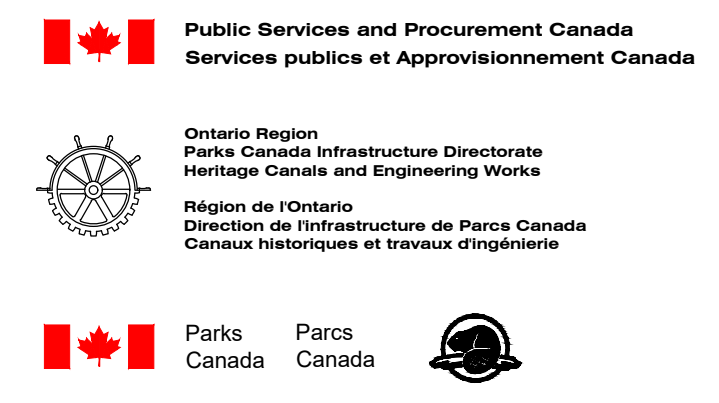 Public Services and Procurement Canada
Services publics et Approvisionnement Canada
Ontario Region
Parks Canada Infrastructure Directorate
Heritage Canals and Engineering Works
Région de l'Ontario
Direction de l'infrastructure de Parcs Canada
Canaux historiques et travaux d'ingénierie
Parks Canada
Parcs Canada